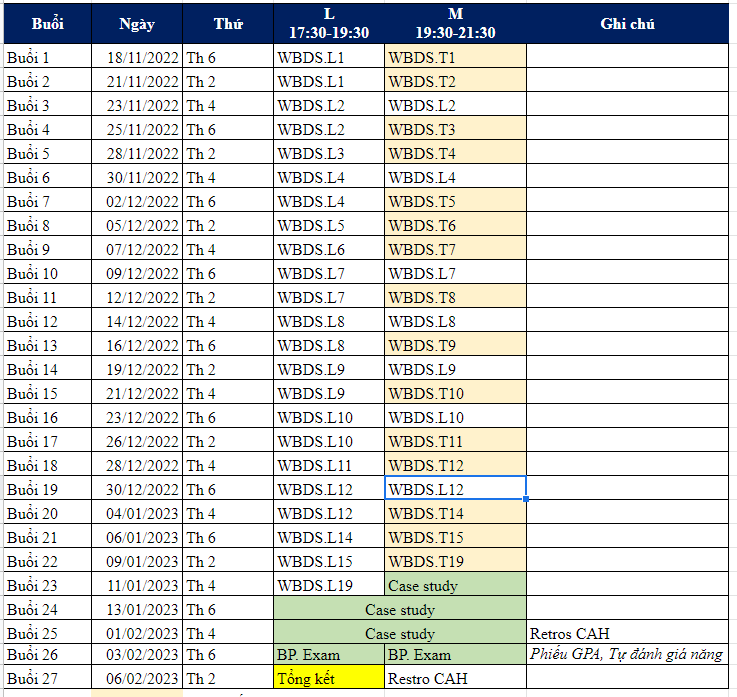 Buổi Ngày Thứ L 17:30-19:30 M 19:30-21:30 Ghi chú
Buổi 1 18/11/2022 Th 6 WBDS.L1 WBDS.T1
Buổi 2 21/11/2022 Th 2 WBDS.L1 WBDS.T2
Buổi 3 23/11/2022 Th 4 WBDS.L2 WBDS.L2
Buổi 4 25/11/2022 Th 6 WBDS.L2 WBDS.T3
Buổi 5 28/11/2022 Th 2 WBDS.L3 WBDS.T4
Buổi 6 30/11/2022 Th 4 WBDS.L4 WBDS.L4
Buổi 7 02/12/2022 Th 6 WBDS.L4 WBDS.T5
Buổi 8 05/12/2022 Th 2 WBDS.L5 WBDS.T6
Buổi 9 07/12/2022 Th 4 WBDS.L6 WBDS.T7
Buổi 10 09/12/2022 Th 6 WBDS.L7 WBDS.L7
Buổi 11 12/12/2022 Th 2 WBDS.L7 WBDS.T8
Buổi 12 14/12/2022 Th 4 WBDS.L8 WBDS.L8
Buổi 13 16/12/2022 Th 6 WBDS.L8 WBDS.T9
Buổi 14 19/12/2022 Th 2 WBDS.L9 WBDS.L9
Buổi 15 21/12/2022 Th 4 WBDS.L9 WBDS.T10
Buổi 16 23/12/2022 Th 6 WBDS.L10 WBDS.L10
Buổi 17 26/12/2022 Th 2 WBDS.L10 WBDS.T11
Buổi 18 28/12/2022 Th 4 WBDS.L11 WBDS.T12
Buổi 19 30/12/2022 Th 6 WBDS.L12 WBDS.L12
Buổi 20 04/01/2023 Th 4 WBDS.L12 WBDS.T14
Buổi 21 06/01/2023 Th 6 WBDS.L14 WBDS.T15
Buổi 22 09/01/2023 Th 2 WBDS.L15 WBDS.T19
Buổi 23 11/01/2023 Th 4 WBDS.L19 Case study
Buổi 24 13/01/2023 Th 6 Case study
Buổi 25 01/02/2023 Th 4 Case study Retros CAH
Buổi 26 03/02/2023 Th 6 BP. Exam BP. Exam Phiếu GPA, Tự đánh giá năng
Buổi 27 06/02/2023 Th 2 Tổng kết Restro CAH